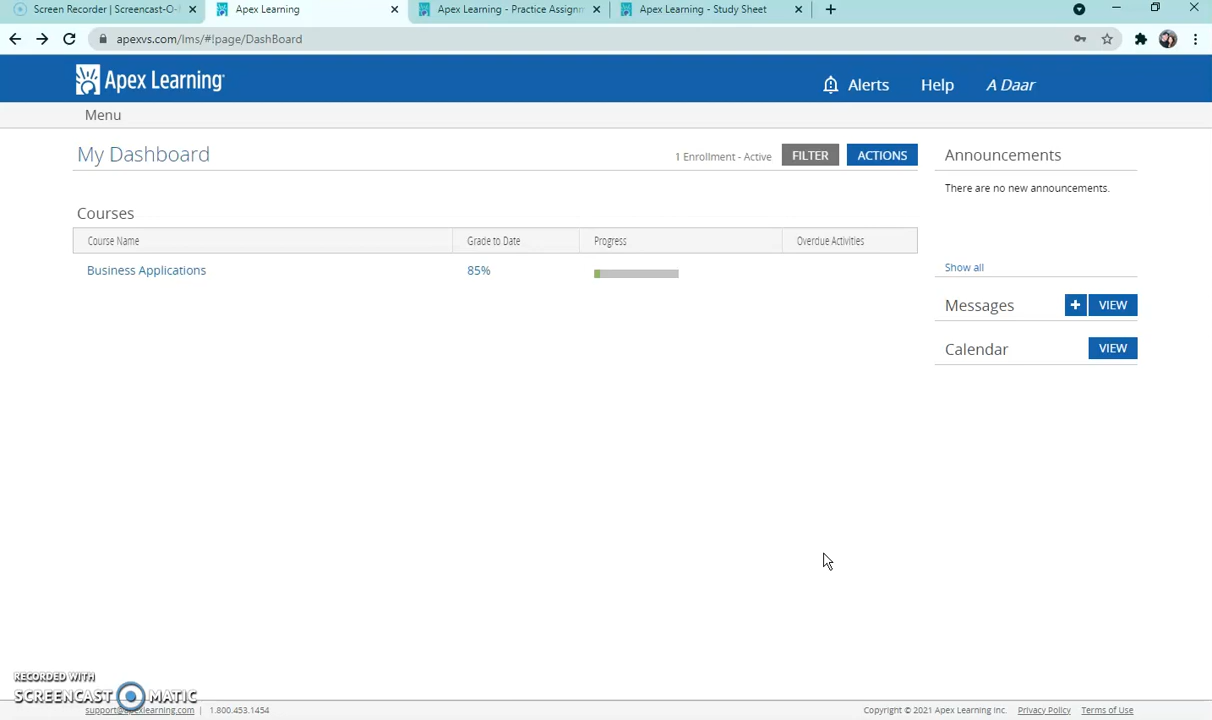 Screen Recorder | Screencast-O-
Apex Learning
Apex Learning - Practice Assignm
Apex Learning - Study Sheet
apexvs.com/lms/#!page/DashBoard
Apex Learning
Alerts
Help
A Daar
Menu
My Dashboard
1 Enrollment - Active
FILTER
ACTIONS
Announcements
There are no new announcements.
Courses
Course Name
Grade to Date
Progress
Overdue Activities
Business Applications
85%
Show all
Messages
+
VIEW
Calendar
VIEW
RECORDED WITH
SCREENCAST MATIC
support@apexlearning.com | 1.800.453.1454
Copyright © 2021 Apex Learning Inc.
Privacy Policy
Terms of Use